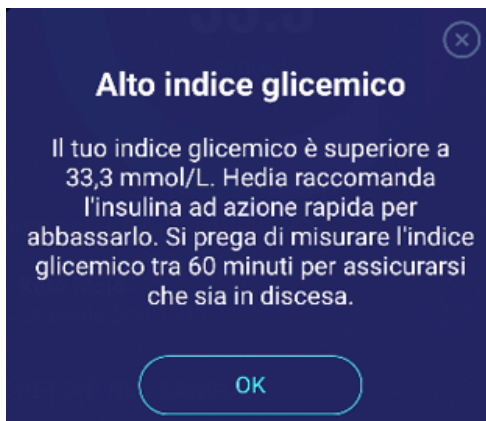 Alto indice glicemico
Il tuo indice glicemico è superiore a
33,3 mmol/L. Hedia raccomanda
l'insulina ad azione rapida per
abbassarlo. Si prega di misurare l'indice
glicemico tra 60 minuti per assicurarsi
che sia in discesa.
OK